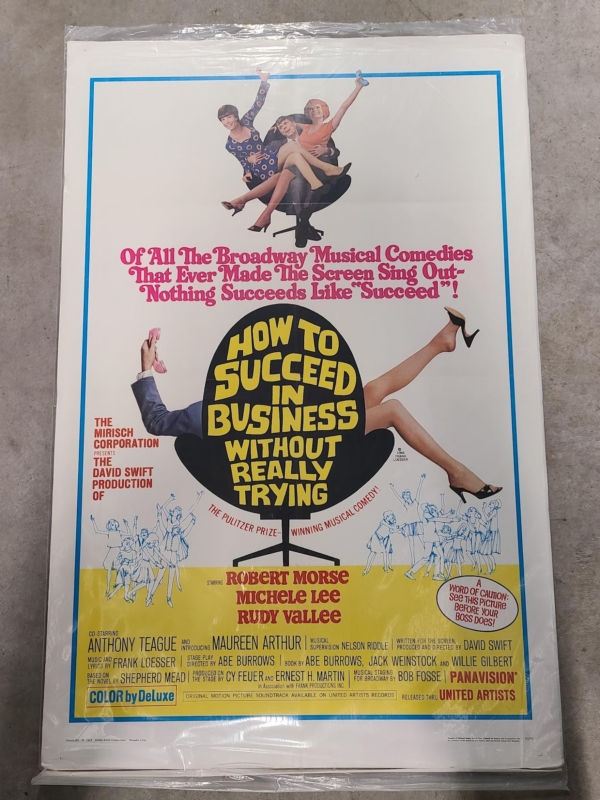 Of All The Broadway Musical Comedies
That Ever Made The Screen Sing Out-
Nothing Succeeds Like "Succeed"!
HOW TO
SUCCEED
IN
BUSINESS
WITHOUT
REALLY
TRYING
THE
MIRISCH
CORPORATION
PRESENTS
THE
DAVID SWIFT
PRODUCTION
OF
THE PULITZER PRIZE-WINNING MUSICAL COMEDY!
STARRING ROBERT MORSE
MICHELE LEE
RUDY VALLEE
A
WORD OF CAUTION:
SEE THIS PICTURE
BEFORE YOUR
BOSS DOES!
CO-STARRING ANTHONY TEAGUE AND INTRODUCING MAUREEN ARTHUR | MUSICAL SUPERVISION NELSON RIDDLE | WRITTEN FOR THE SCREEN, PRODUCED AND DIRECTED BY DAVID SWIFT
MUSIC AND LYRICS BY FRANK LOESSER | STAGE PLAY DIRECTED BY ABE BURROWS | BOOK BY ABE BURROWS, JACK WEINSTOCK AND WILLIE GILBERT
BASED ON THE NOVEL BY SHEPHERD MEAD | PRODUCED ON THE STAGE BY CY FEUER AND ERNEST H. MARTIN | MUSICAL STAGING FOR BROADWAY BY BOB FOSSE | PANAVISION®
In Association with FRANK PRODUCTIONS INC.
COLOR by DeLuxe ORIGINAL MOTION PICTURE SOUNDTRACK AVAILABLE ON UNITED ARTISTS RECORDS RELEASED THRU UNITED ARTISTS